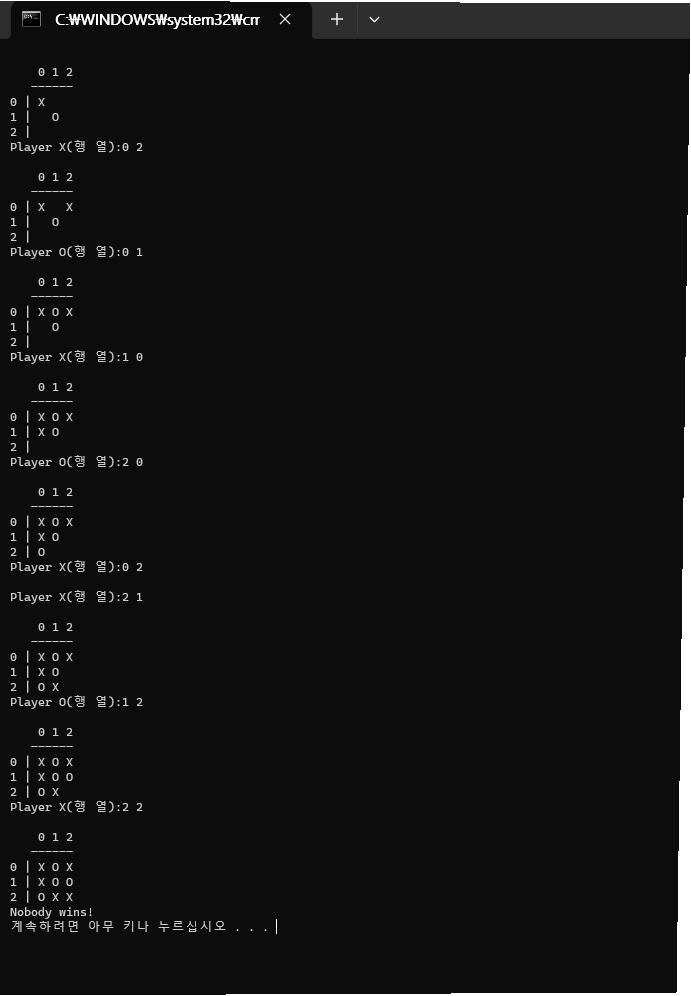 C:₩WINDOWS₩system32₩cm
    0 1 2
   ------
0 | X
1 |   O
2 |
Player X(행 열):0 2
    0 1 2
   ------
0 | X   X
1 |   O
2 |
Player O(행 열):0 1
    0 1 2
   ------
0 | X O X
1 |   O
2 |
Player X(행 열):1 0
    0 1 2
   ------
0 | X O X
1 | X O
2 |
Player O(행 열):2 0
    0 1 2
   ------
0 | X O X
1 | X O
2 | O
Player X(행 열):0 2
Player X(행 열):2 1
    0 1 2
   ------
0 | X O X
1 | X O
2 | O X
Player O(행 열):1 2
    0 1 2
   ------
0 | X O X
1 | X O O
2 | O X
Player X(행 열):2 2
    0 1 2
   ------
0 | X O X
1 | X O O
2 | O X X
Nobody wins!
계속하려면 아무 키나 누르십시오 . . .